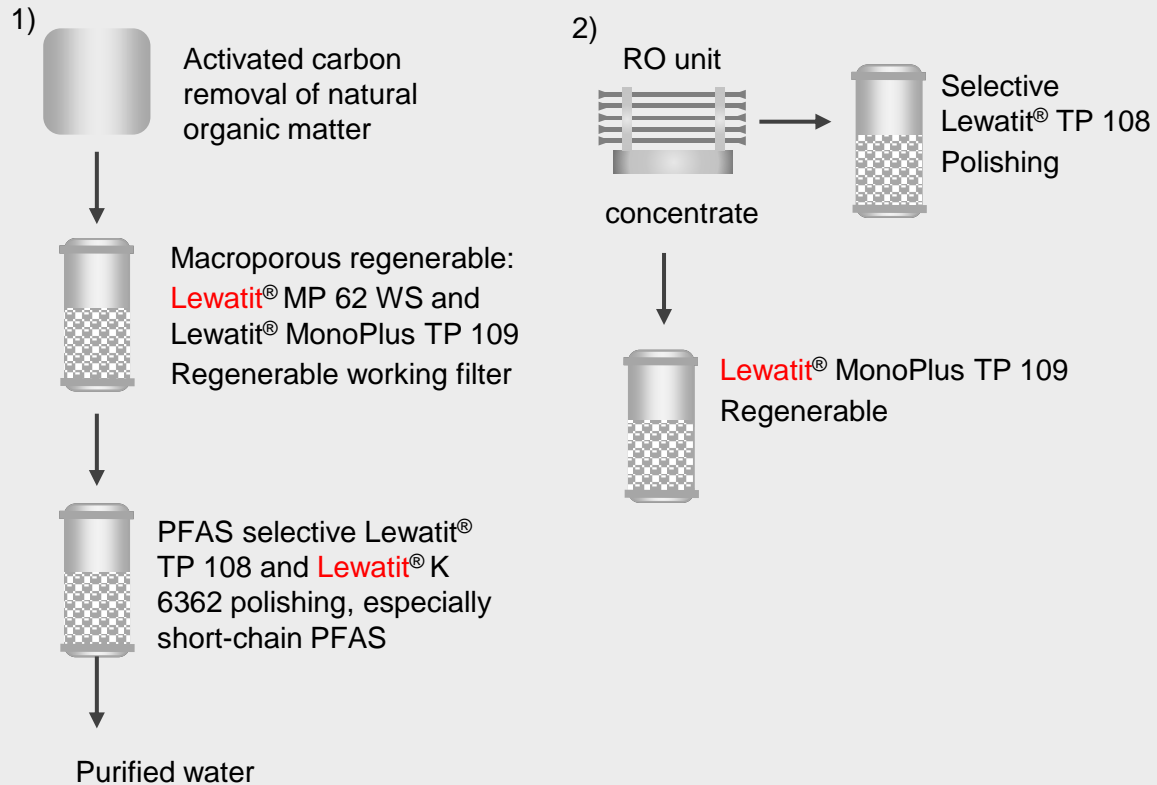 1)
Activated carbon
removal of natural
organic matter
Macroporous regenerable:
Lewatit® MP 62 WS and
Lewatit® MonoPlus TP 109
Regenerable working filter
PFAS selective Lewatit®
TP 108 and Lewatit® K
6362 polishing, especially
short-chain PFAS
Purified water
2)
RO unit
Selective
Lewatit® TP 108
Polishing
concentrate
Lewatit® MonoPlus TP 109
Regenerable